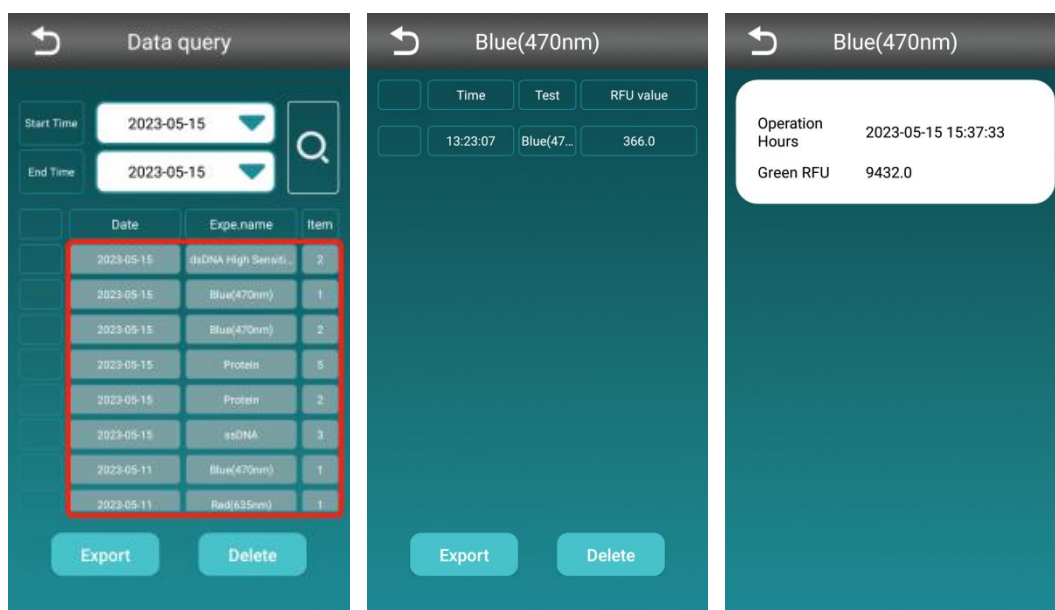 Data query
Start Time 2023-05-15
End Time 2023-05-15
Date Expe.name Item
2023-05-15 dsDNA High Sensiti... 2
2023-05-15 Blue(470nm) 1
2023-05-15 Blue(470nm) 2
2023-05-15 Protein 5
2023-05-15 Protein 2
2023-05-15 ssDNA 3
2023-05-11 Blue(470nm) 1
2023-05-11 Red(635nm) 1
Export Delete
Blue(470nm)
Time Test RFU value
13:23:07 Blue(47... 366.0
Export Delete
Blue(470nm)
Operation
Hours 2023-05-15 15:37:33
Green RFU 9432.0